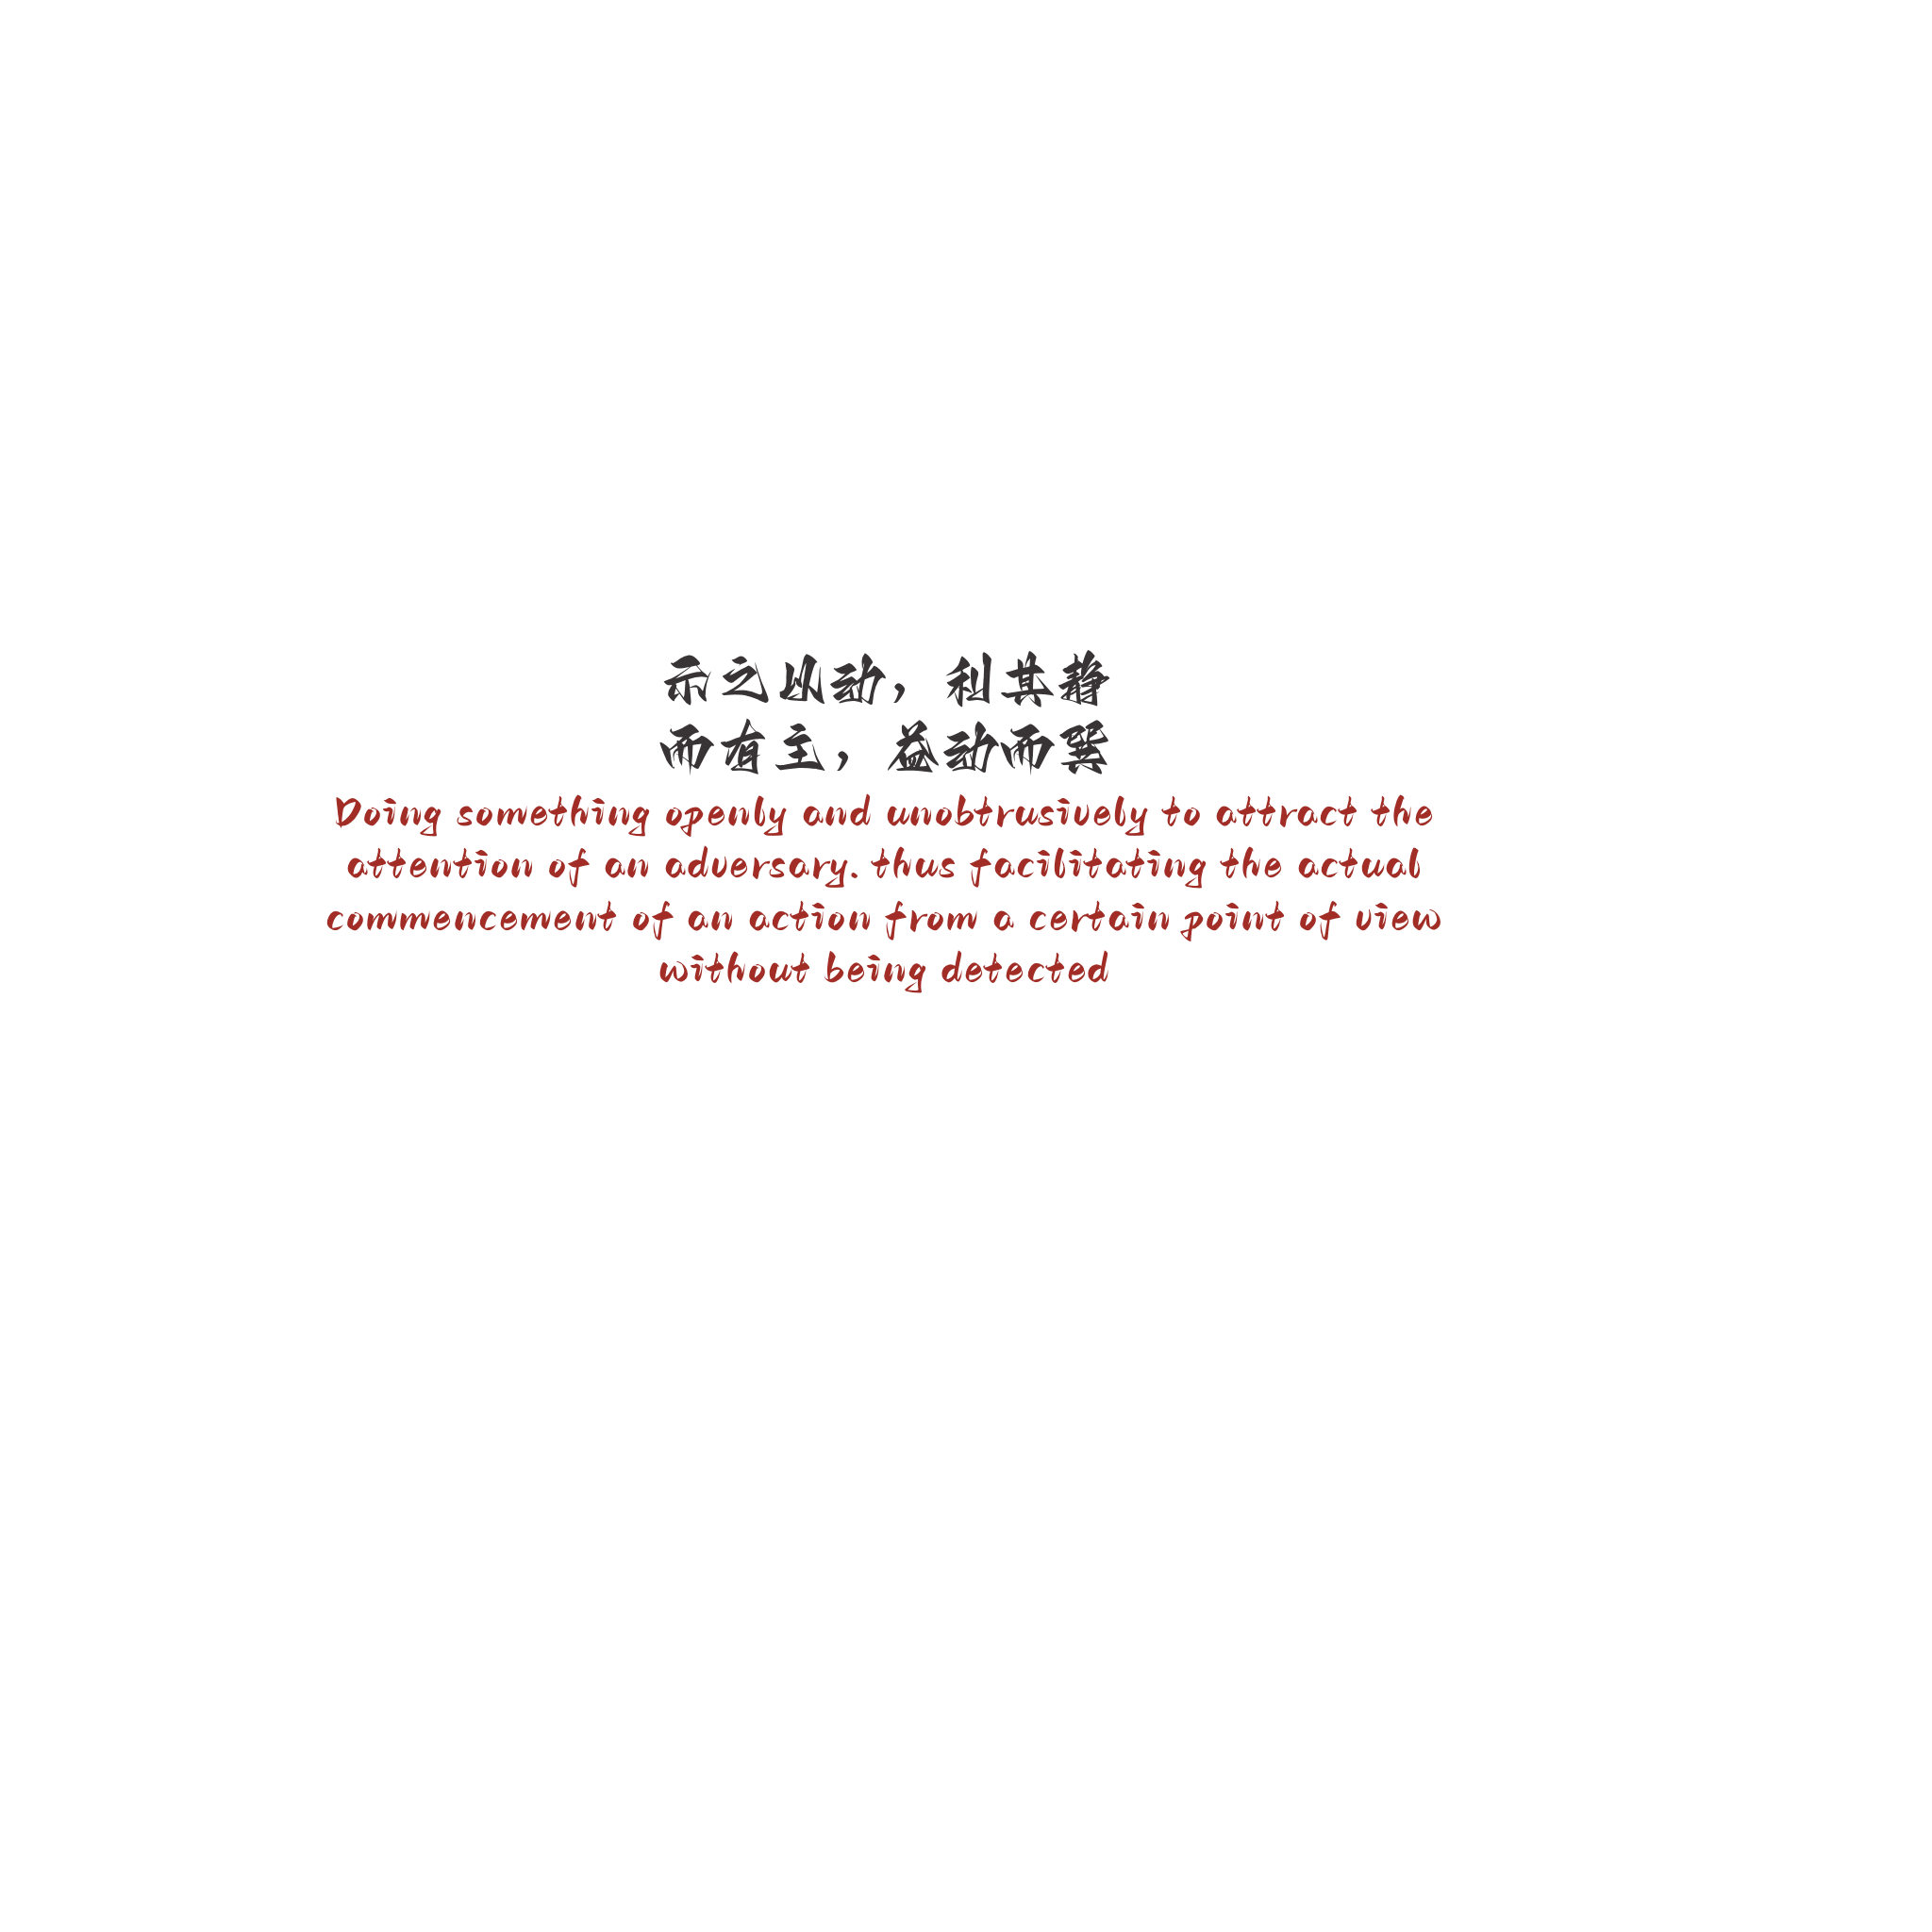 示之以動，利其静
而有主，益動而巽
Doing something openly and unobtrusively to attract the
attention of an adversary. thus facilitating the actual
commencement of an action from a certain point of view
without being detected